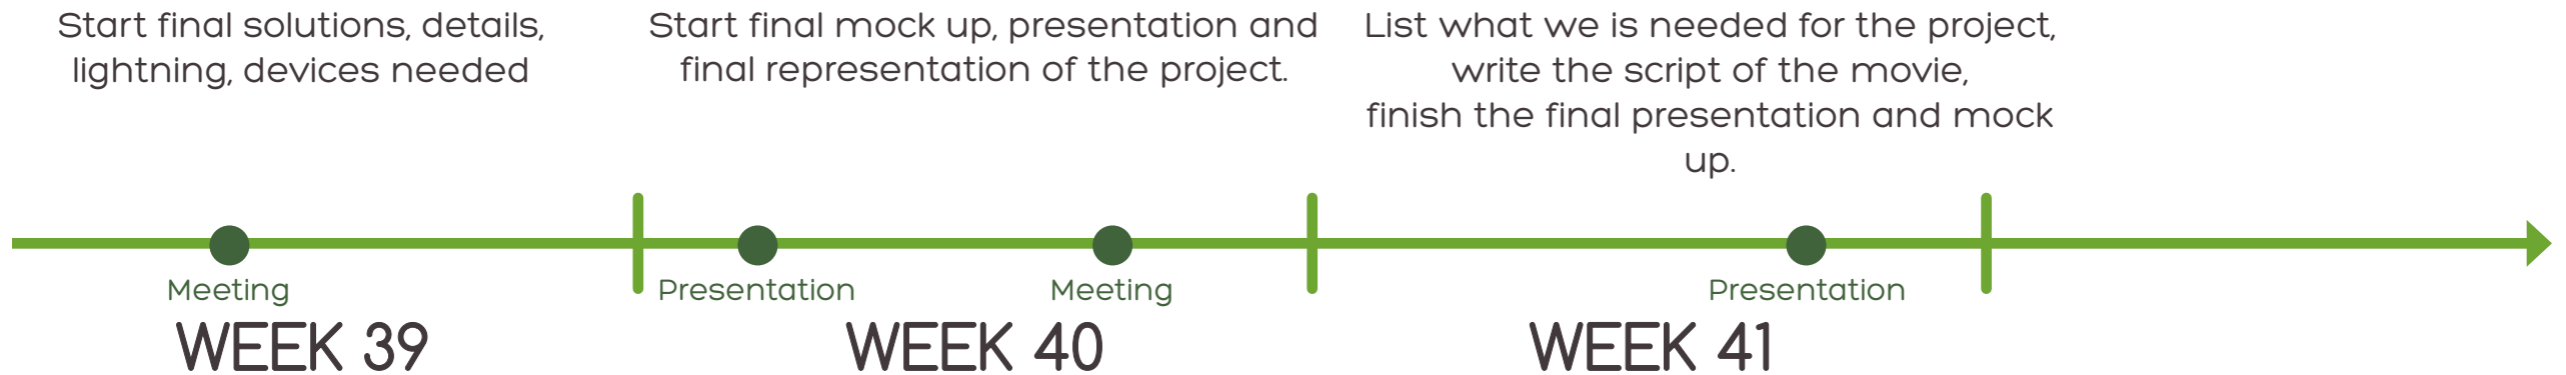 Start final solutions, details,
lightning, devices needed
Start final mock up, presentation and
final representation of the project.
List what we is needed for the project,
write the script of the movie,
finish the final presentation and mock
up.
Meeting
Presentation
Meeting
Presentation
WEEK 39
WEEK 40
WEEK 41